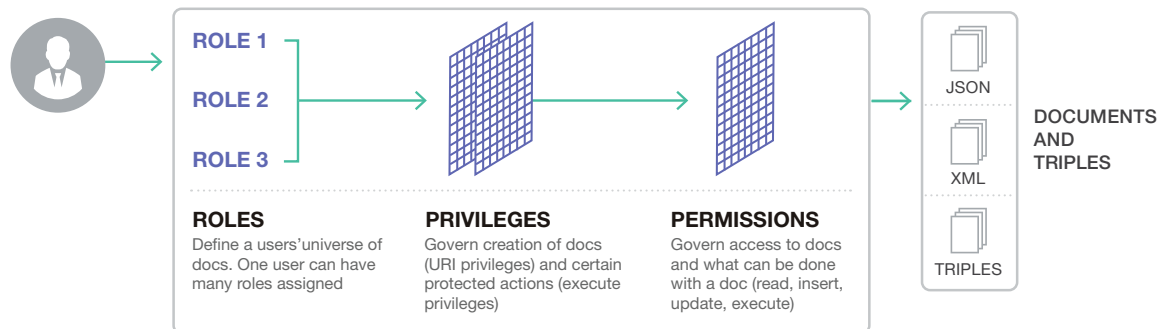 ROLE 1
ROLE 2
ROLE 3
ROLES
Define a users’universe of
docs. One user can have
many roles assigned
PRIVILEGES
Govern creation of docs
(URI privileges) and certain
protected actions (execute
privileges)
PERMISSIONS
Govern access to docs
and what can be done
with a doc (read, insert,
update, execute)
JSON
XML
TRIPLES
DOCUMENTS
AND
TRIPLES